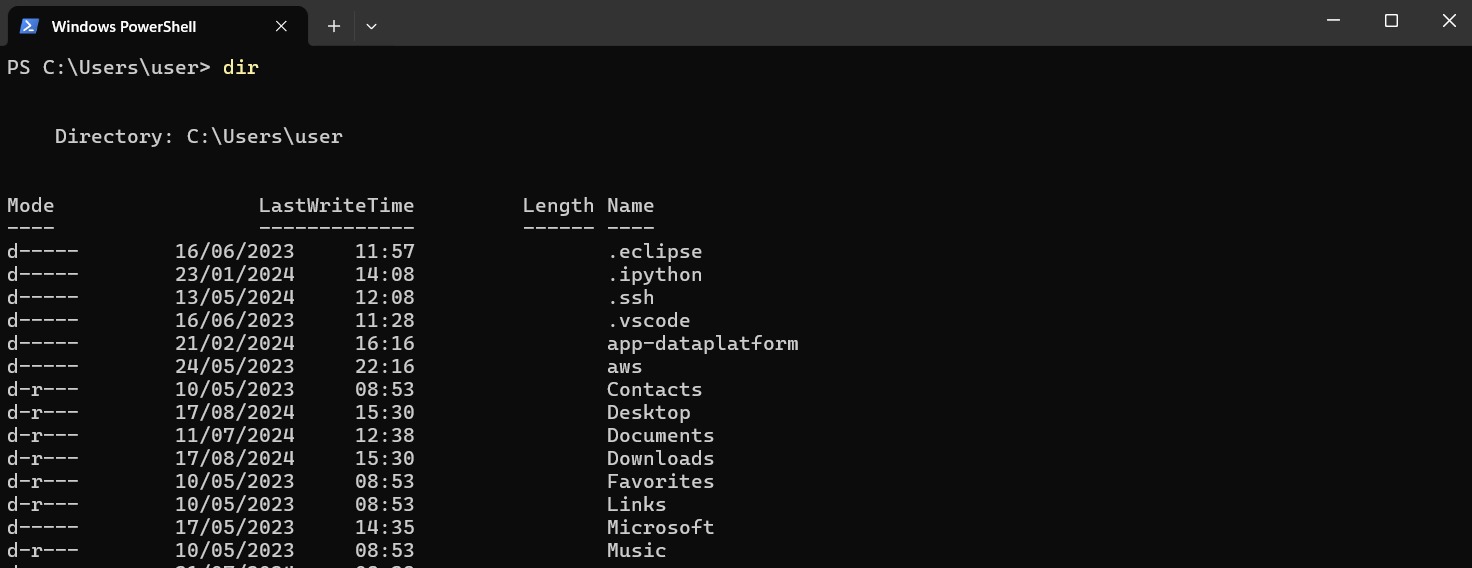 Windows PowerShell
PS C:\Users\user> dir
Directory: C:\Users\user
Mode                 LastWriteTime         Length Name
----                 -------------         ------ ----
d-----        16/06/2023     11:57                .eclipse
d-----        23/01/2024     14:08                .ipython
d-----        13/05/2024     12:08                .ssh
d-----        16/06/2023     11:28                .vscode
d-----        21/02/2024     16:16                app-dataplatform
d-----        24/05/2023     22:16                aws
d-r---        10/05/2023     08:53                Contacts
d-r---        17/08/2024     15:30                Desktop
d-r---        11/07/2024     12:38                Documents
d-r---        17/08/2024     15:30                Downloads
d-r---        10/05/2023     08:53                Favorites
d-r---        10/05/2023     08:53                Links
d-----        17/05/2023     14:35                Microsoft
d-r---        10/05/2023     08:53                Music